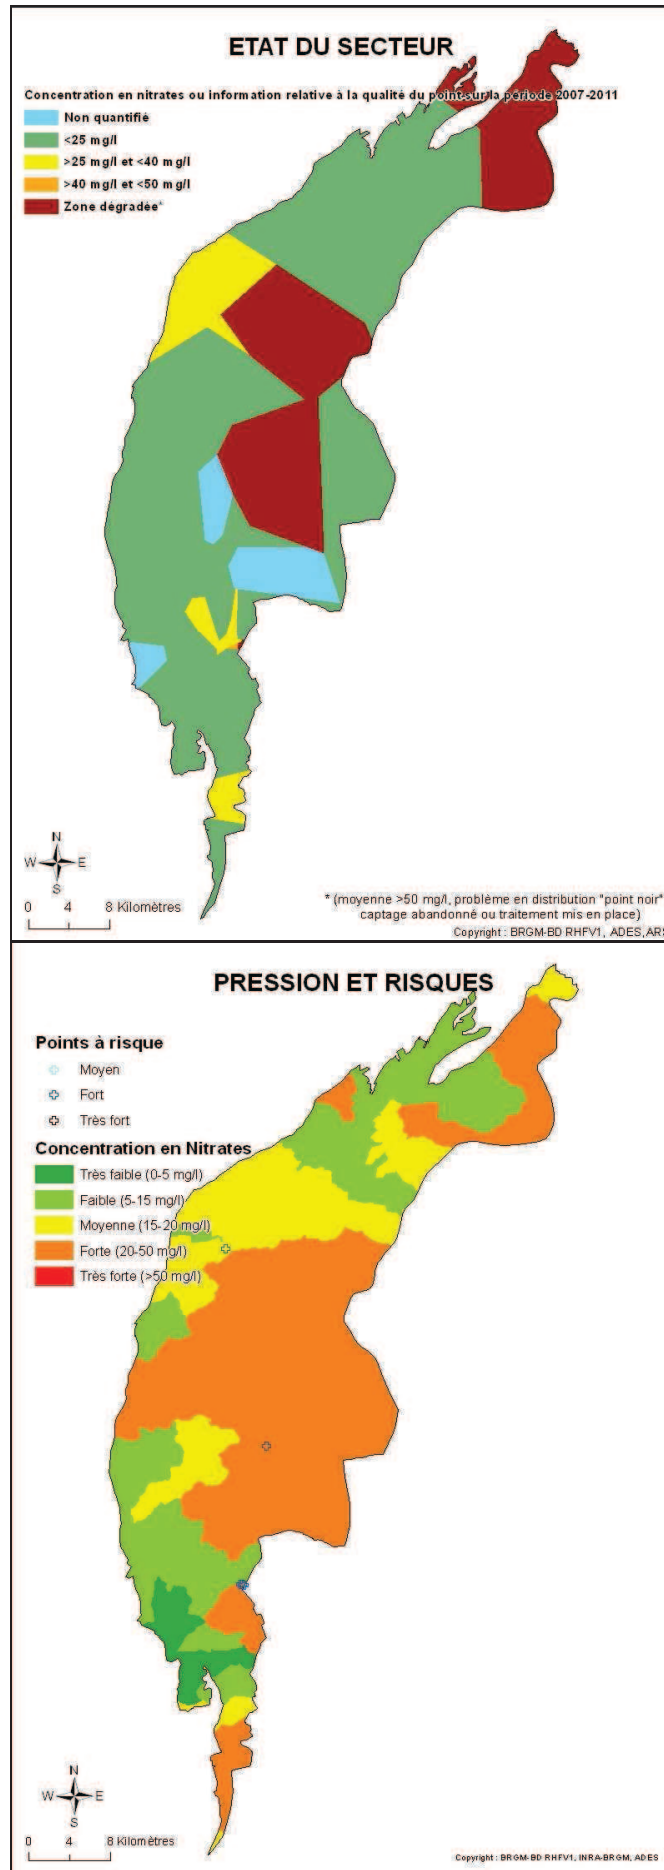 ETAT DU SECTEUR
Concentration en nitrates ou information relative à la qualité du point sur la période 2007-2011
Non quantifié
<25 mg/l
>25 mg/l et <40 mg/l
>40 mg/l et <50 mg/l
Zone dégradée*
N
W E
S
0 4 8 Kilomètres
* (moyenne >50 mg/l, problème en distribution "point noir"
captage abandonné ou traitement mis en place)
Copyright : BRGM-BD RHFV1, ADES,ARS
PRESSION ET RISQUES
Points à risque
Moyen
Fort
Très fort
Concentration en Nitrates
Très faible (0-5 mg/l)
Faible (5-15 mg/l)
Moyenne (15-20 mg/l)
Forte (20-50 mg/l)
Très forte (>50 mg/l)
N
W E
S
0 4 8 Kilomètres
Copyright : BRGM-BD RHFV1, INRA-BRGM, ADES